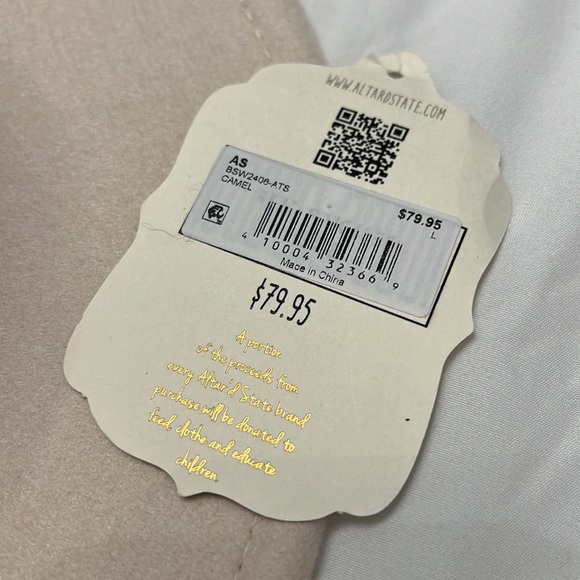 WWW.ALTARDSTATE.COM
AS
BSW2406-ATS
CAMEL
$79.95
L
4 10004 32366 9
Made in China
$79.95
A portion
of the proceeds from
every Altar'd State brand
purchase will be donated to
feed, clothe and educate
children.